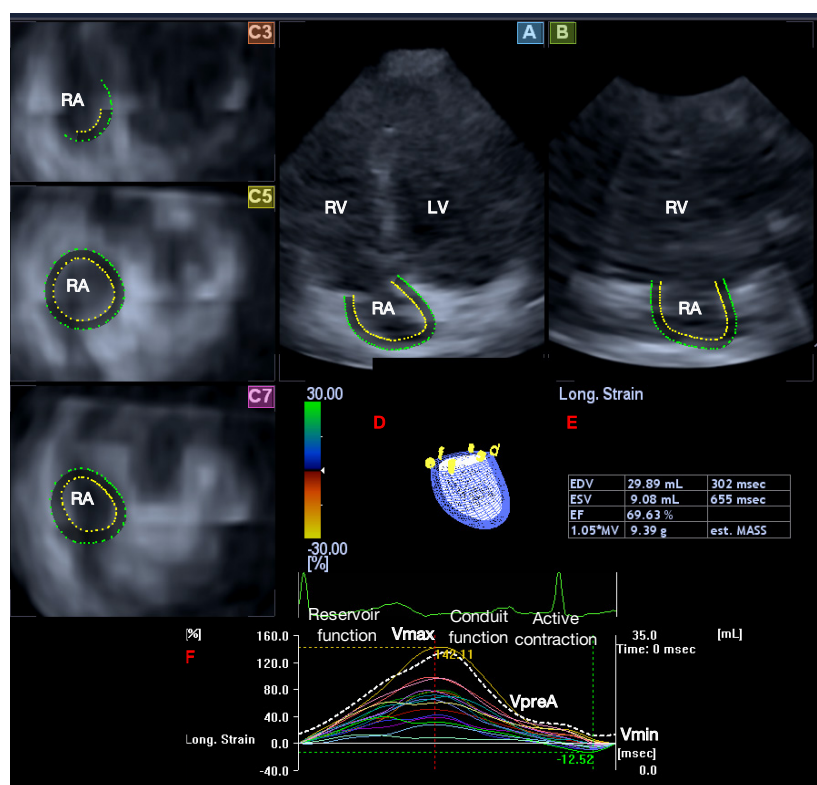 C3
A
B
RA
RV
LV
RV
C5
RA
RA
RA
C7
RA
30.00
-30.00
[%]
D
Long. Strain
E
EDV 29.89 mL 302 msec
ESV 9.08 mL 655 msec
EF 69.63 %
1.05*MV 9.39 g est. MASS
Reservoir function
Vmax
Conduit function
Active contraction
[%]
F
160.0
120.0
80.0
40.0
0.0
-40.0
Long. Strain
142.11
VpreA
Vmin
-12.52
35.0
[mL]
Time: 0 msec
[msec]
0.0